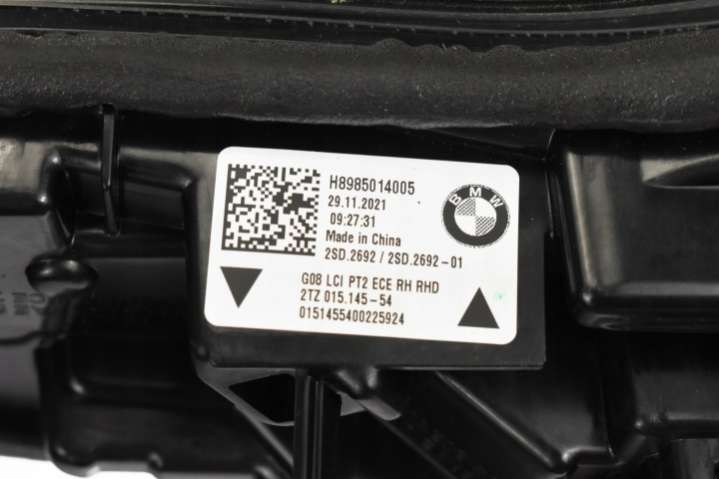 H8985014005
29.11.2021
09:27:31
Made in China
2SD.2692 / 2SD.2692-01
BMW
G08 LCI PT2 ECE RH RHD
2TZ 015.145-54
0151455400225924